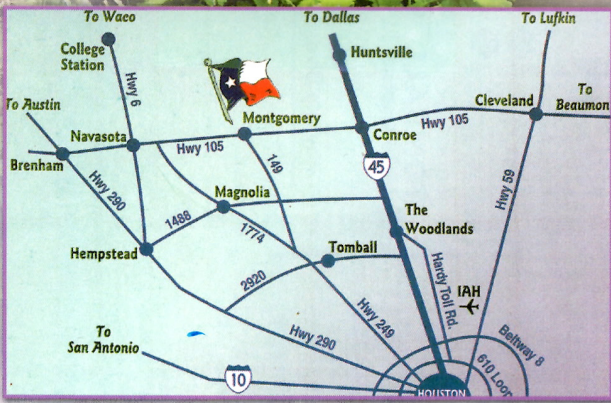 To Waco
To Dallas
To Lufkin
College
Station
Huntsville
Hwy 6
To Austin
Montgomery
Cleveland
To
Beaumon
Navasota
Hwy 105
Conroe
Hwy 105
Brenham
149
45
Hwy 59
Hwy 290
Magnolia
1488
The
Woodlands
1774
Hempstead
Tomball
Hardy Toll Rd.
2920
IAH
Hwy 249
To
San Antonio
Hwy 290
Beltway 8
610 Loop
10
HOUSTON